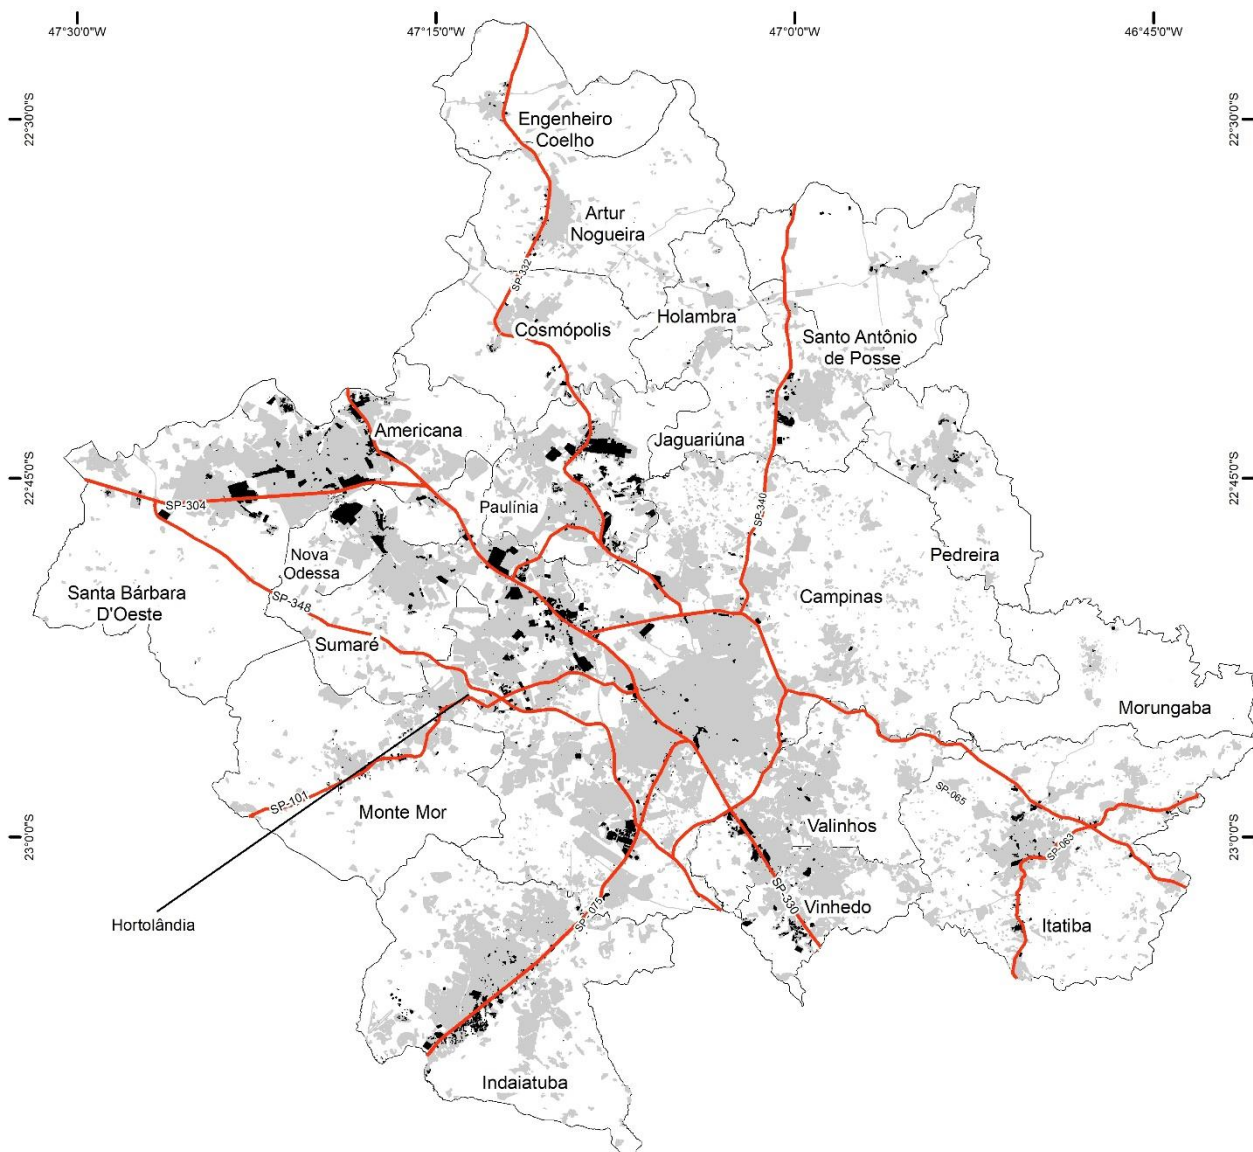 47°30'0"W
47°15'0"W
47°0'0"W
46°45'0"W
22°30'0"S
22°30'0"S
Engenheiro
Coelho
Artur
Nogueira
SP-332
Cosmópolis
Holambra
Santo Antônio
de Posse
Americana
Jaguariúna
22°45'0"S
22°45'0"S
SP-304
Paulínia
SP-340
Nova
Odessa
Pedreira
Santa Bárbara
D'Oeste
SP-348
Campinas
Sumaré
Morungaba
SP-101
Monte Mor
SP-065
Valinhos
23°0'0"S
23°0'0"S
SP-063
Hortolândia
SP-075
SP-330
Vinhedo
Itatiba
Indaiatuba